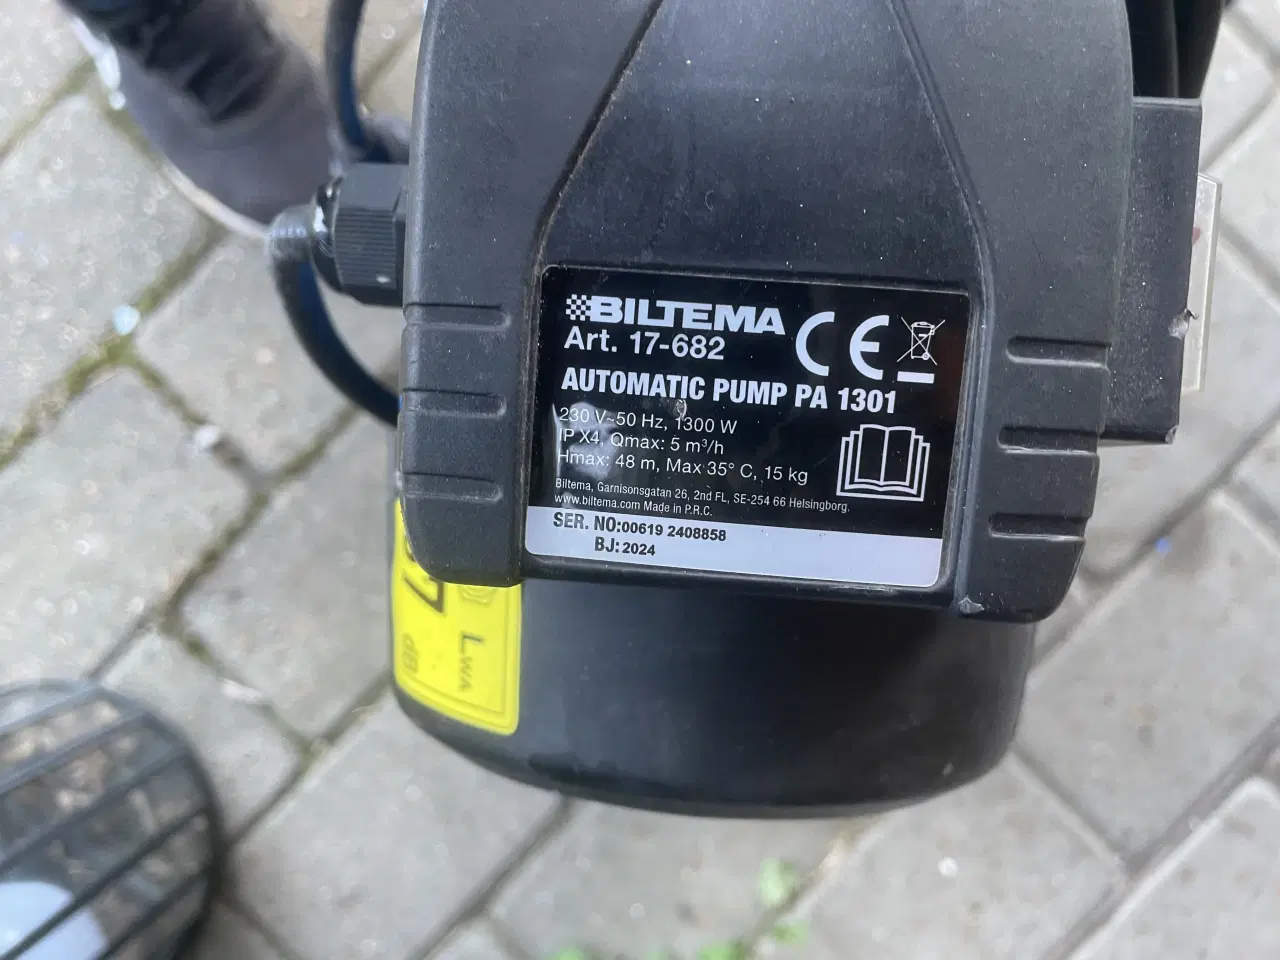 BILTEMA
Art. 17-682
CE
AUTOMATIC PUMP PA 1301
230 V~50 Hz, 1300 W
IP X4, Qmax: 5 m³/h
Hmax: 48 m, Max 35° C, 15 kg
Biltema, Garnisonsgatan 26, 2nd FL, SE-254 66 Helsingborg,
www.biltema.com Made in P.R.C.
SER. NO:00619 2408858
BJ: 2024
LWA
dB